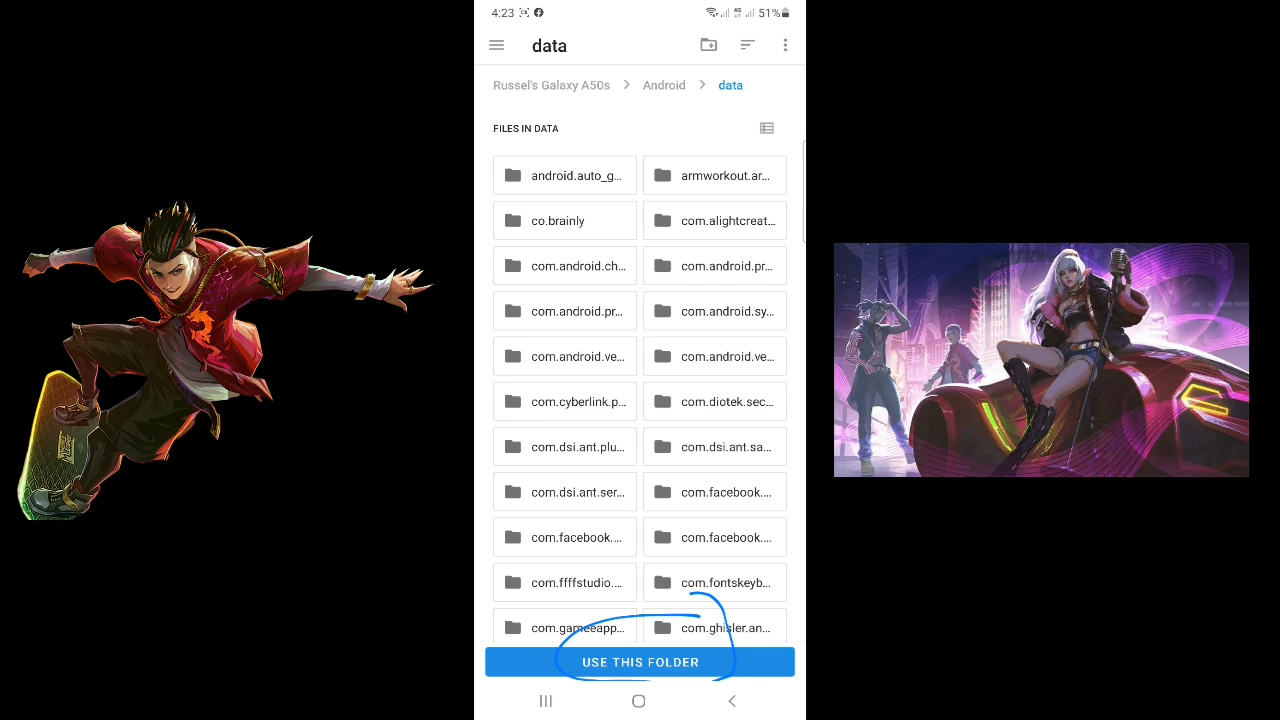 4:23 4G 51%
data
Russel's Galaxy A50s > Android > data
FILES IN DATA
android.auto_g... armworkout.ar...
co.brainly com.alightcreat...
com.android.ch... com.android.pr...
com.android.pr... com.android.sy...
com.android.ve... com.android.ve...
com.cyberlink.p... com.diotek.sec...
com.dsi.ant.plu... com.dsi.ant.sa...
com.dsi.ant.ser... com.facebook....
com.facebook.... com.facebook....
com.ffffstudio.... com.fontskeyb...
com.gameeapp... com.ghisler.an...
USE THIS FOLDER